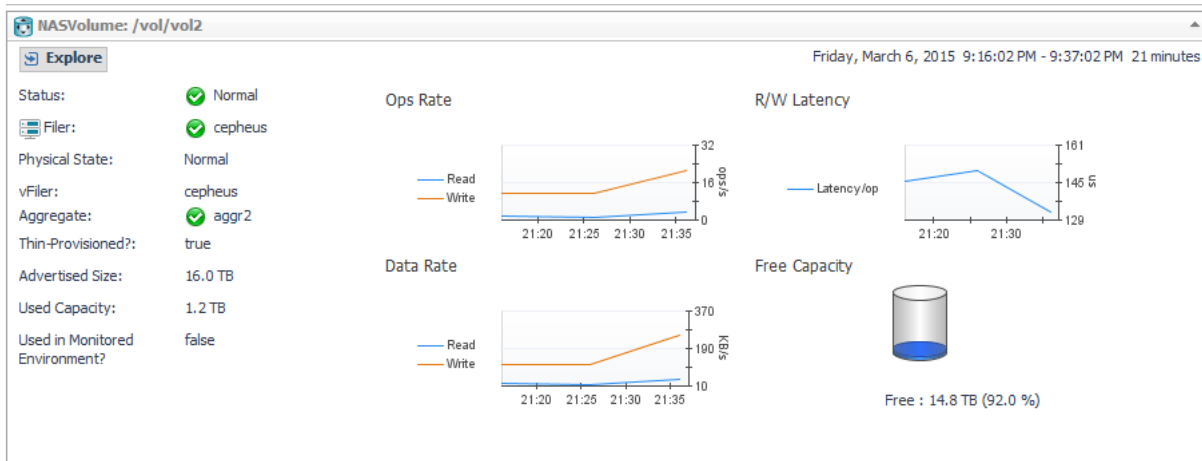 NASVolume: /vol/vol2
Explore
Friday, March 6, 2015 9:16:02 PM - 9:37:02 PM 21 minutes
Status: Normal
Filer: cepheus
Physical State: Normal
vFiler: cepheus
Aggregate: aggr2
Thin-Provisioned?: true
Advertised Size: 16.0 TB
Used Capacity: 1.2 TB
Used in Monitored false
Environment?
Ops Rate
Read
Write
32
16
0
ops/s
21:20 21:25 21:30 21:35
R/W Latency
Latency/op
161
145
129
21:20 21:30
Data Rate
Read
Write
370
190
10
KB/s
21:20 21:25 21:30 21:35
Free Capacity
Free : 14.8 TB (92.0 %)